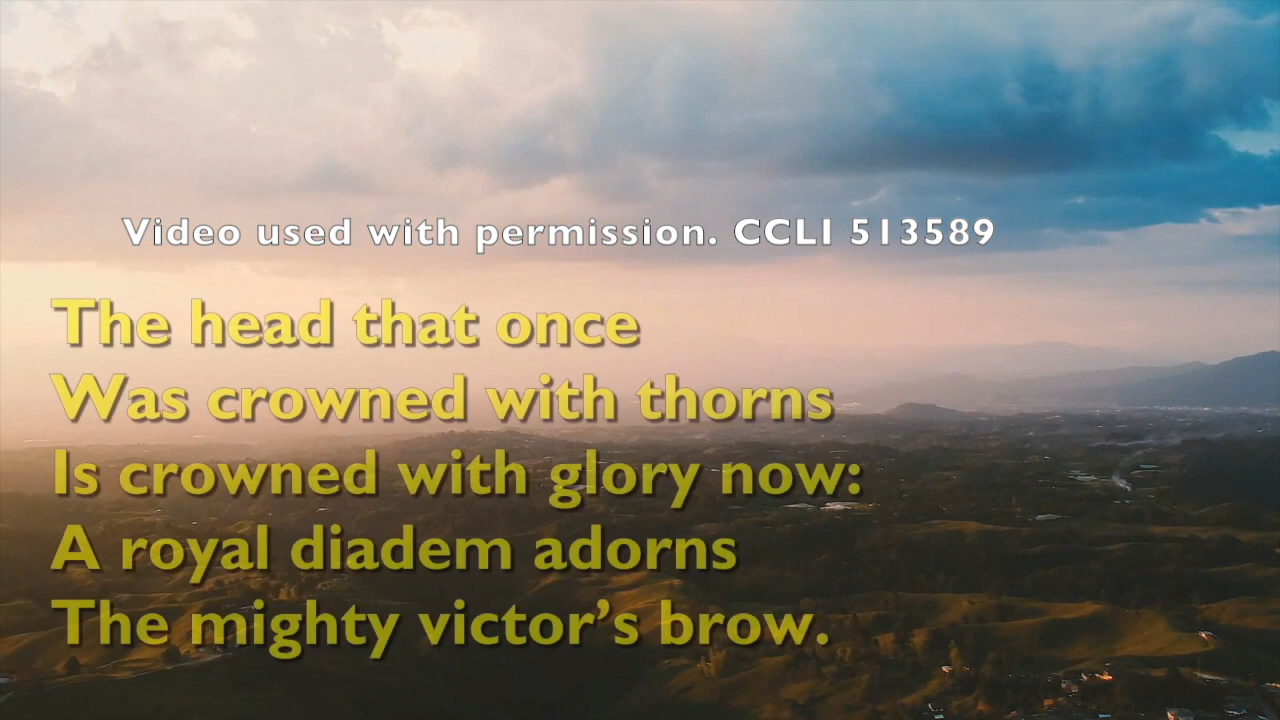 Video used with permission. CCLI 513589
The head that once
Was crowned with thorns
Is crowned with glory now:
A royal diadem adorns
The mighty victor’s brow.